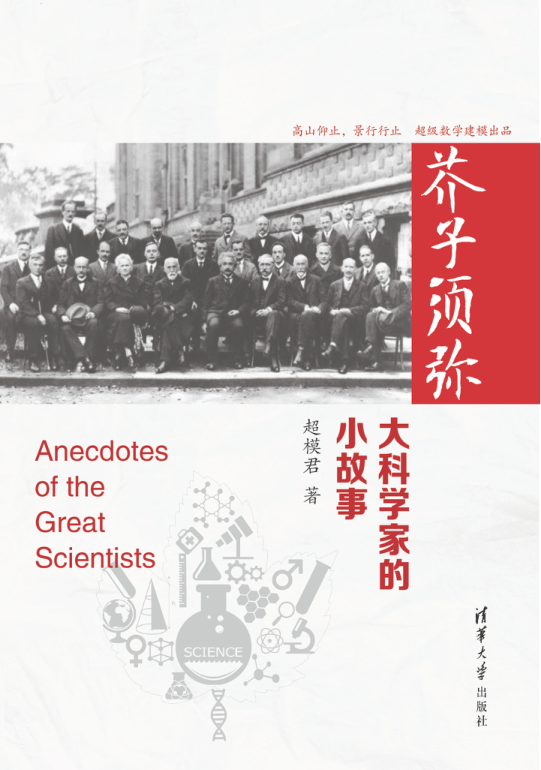 高山仰止，景行行止 超级数学建模出品
芥子须弥
大科学家的
小故事
超模君 著
Anecdotes
of the
Great
Scientists
SCIENCE
清华大学出版社